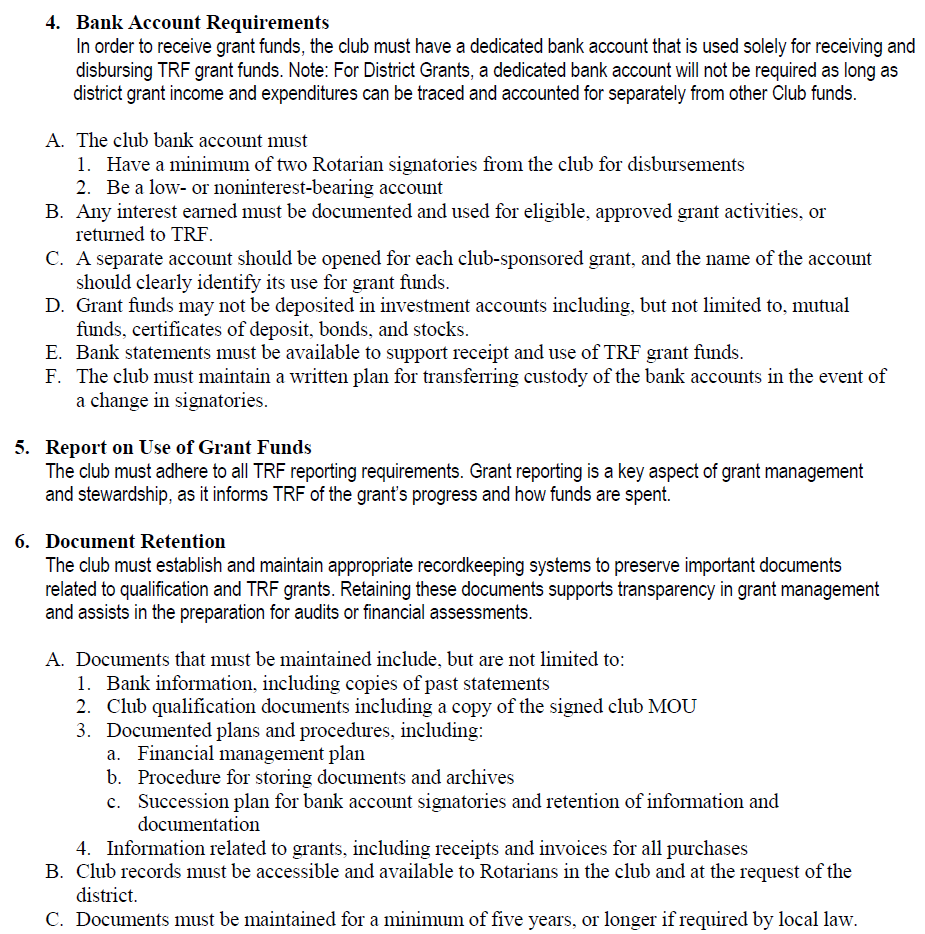 4. Bank Account Requirements
In order to receive grant funds, the club must have a dedicated bank account that is used solely for receiving and
disbursing TRF grant funds. Note: For District Grants, a dedicated bank account will not be required as long as
district grant income and expenditures can be traced and accounted for separately from other Club funds.
A. The club bank account must
1. Have a minimum of two Rotarian signatories from the club for disbursements
2. Be a low- or noninterest-bearing account
B. Any interest earned must be documented and used for eligible, approved grant activities, or
returned to TRF.
C. A separate account should be opened for each club-sponsored grant, and the name of the account
should clearly identify its use for grant funds.
D. Grant funds may not be deposited in investment accounts including, but not limited to, mutual
funds, certificates of deposit, bonds, and stocks.
E. Bank statements must be available to support receipt and use of TRF grant funds.
F. The club must maintain a written plan for transferring custody of the bank accounts in the event of
a change in signatories.
5. Report on Use of Grant Funds
The club must adhere to all TRF reporting requirements. Grant reporting is a key aspect of grant management
and stewardship, as it informs TRF of the grant's progress and how funds are spent.
6. Document Retention
The club must establish and maintain appropriate recordkeeping systems to preserve important documents
related to qualification and TRF grants. Retaining these documents supports transparency in grant management
and assists in the preparation for audits or financial assessments.
A. Documents that must be maintained include, but are not limited to:
1. Bank information, including copies of past statements
2. Club qualification documents including a copy of the signed club MOU
3. Documented plans and procedures, including:
a. Financial management plan
b. Procedure for storing documents and archives
c. Succession plan for bank account signatories and retention of information and
documentation
4. Information related to grants, including receipts and invoices for all purchases
B. Club records must be accessible and available to Rotarians in the club and at the request of the
district.
C. Documents must be maintained for a minimum of five years, or longer if required by local law.